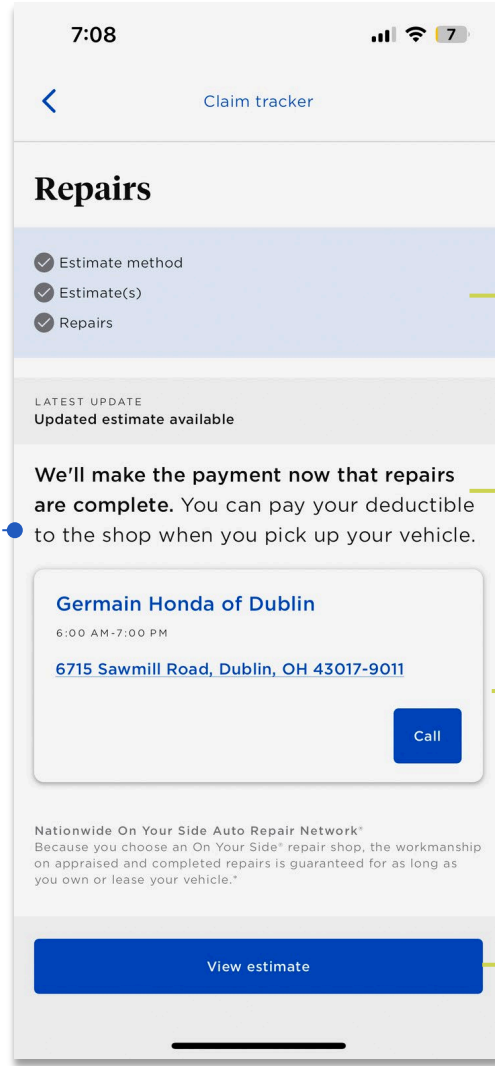 7:08
7
Claim tracker
Repairs
Estimate method
Estimate(s)
Repairs
LATEST UPDATE
Updated estimate available
We'll make the payment now that repairs
are complete. You can pay your deductible
to the shop when you pick up your vehicle.
Germain Honda of Dublin
6:00 AM-7:00 PM
6715 Sawmill Road, Dublin, OH 43017-9011
Call
Nationwide On Your Side Auto Repair Network®
Because you choose an On Your Side® repair shop, the workmanship
on appraised and completed repairs is guaranteed for as long as
you own or lease your vehicle.*
View estimate